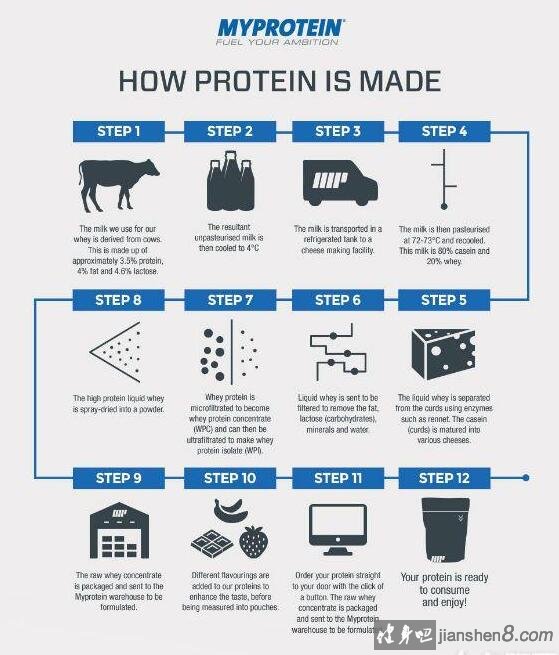 MYPROTEIN
FUEL YOUR AMBITION
HOW PROTEIN IS MADE
STEP 1
The milk we use for our
whey is derived from cows.
This is made up of
approximately 3.5% protein,
4% fat and 4.6% lactose.
STEP 2
The resultant
unpasteurised milk is
then cooled to 4°C
STEP 3
The milk is transported in a
refrigerated tank to a
cheese making facility.
STEP 4
The milk is then pasteurised
at 72-73°C and recooled.
This milk is 80% casein and
20% whey.
STEP 5
The liquid whey is separated
from the curds using enzymes
such as rennet. The casein
(curds) is matured into
various cheeses.
STEP 6
Liquid whey is sent to be
filtered to remove the fat,
lactose (carbohydrates),
minerals and water.
STEP 7
Whey protein is
microfiltrated to become
whey protein concentrate
(WPC) and can then be
ultrafiltrated to make whey
protein isolate (WPI).
STEP 8
The high protein liquid whey
is spray-dried into a powder.
STEP 9
The raw whey concentrate
is packaged and sent to the
Myprotein warehouse to be
formulated.
STEP 10
Different flavourings are
added to our proteins to
enhance the taste, before
being measured into pouches.
STEP 11
Order your protein straight
to your door with the click of
a button. The raw whey
concentrate is packaged
and sent to the Myprotein
warehouse to be formulated.
STEP 12
Your protein is ready
to consume
and enjoy!
健身吧 jianshen8.com